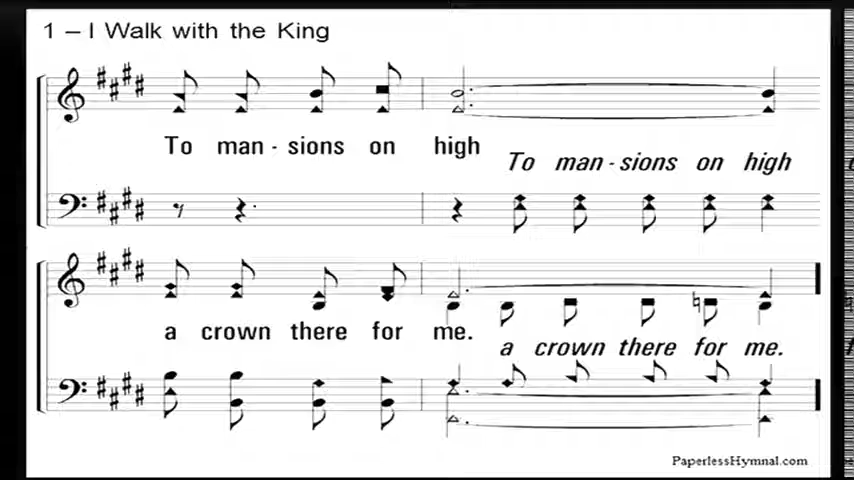 1 – I Walk with the King
To man - sions on high
To man - sions on high
a crown there for me.
a crown there for me.
PaperlessHymnal.com